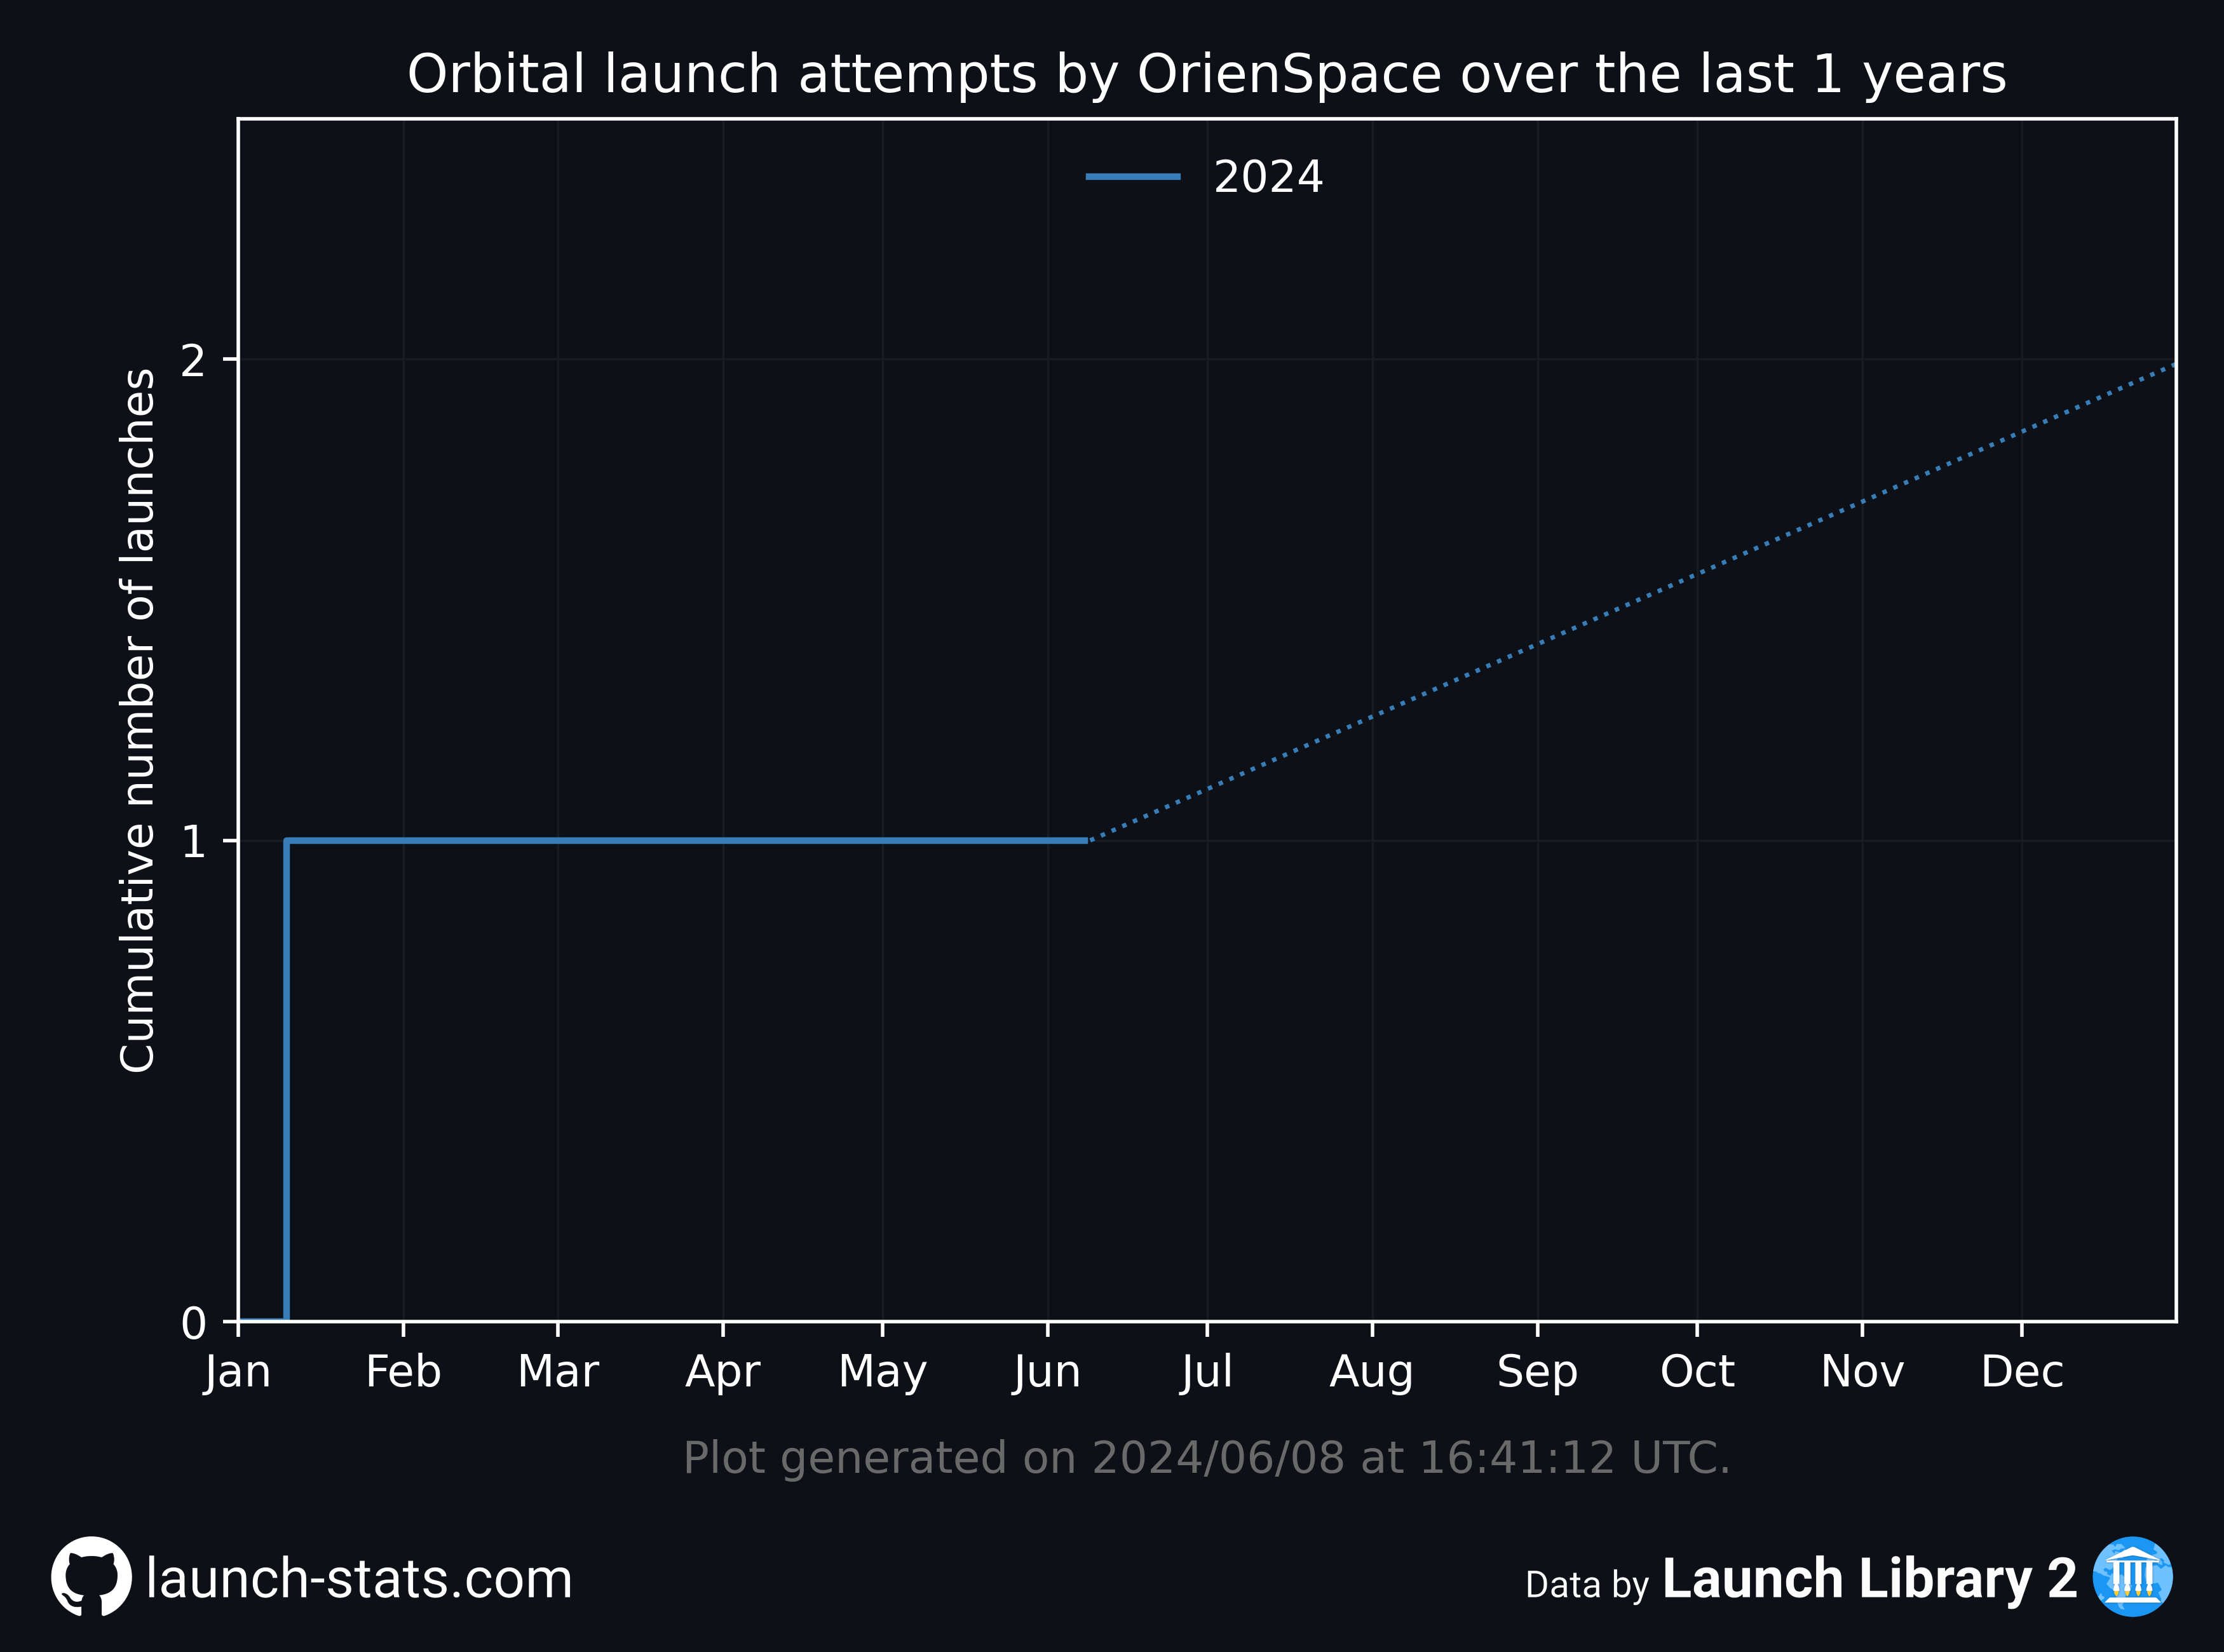 Orbital launch attempts by OrienSpace over the last 1 years
2024
Cumulative number of launches
2
1
0
Jan Feb Mar Apr May Jun Jul Aug Sep Oct Nov Dec
Plot generated on 2024/06/08 at 16:41:12 UTC.
launch-stats.com
Data by Launch Library 2